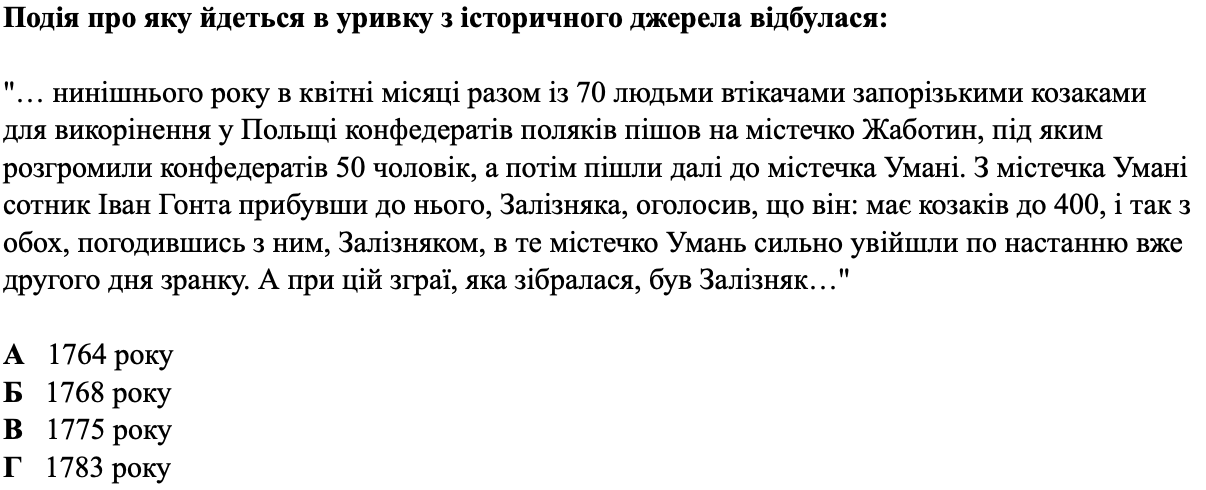 Подія про яку йдеться в уривку з історичного джерела відбулася:
"… нинішнього року в квітні місяці разом із 70 людьми втікачами запорізькими козаками
для викорінення у Польщі конфедератів поляків пішов на містечко Жаботин, під яким
розгромили конфедератів 50 чоловік, а потім пішли далі до містечка Умані. З містечка Умані
сотник Іван Гонта прибувши до нього, Залізняка, оголосив, що він: має козаків до 400, і так з
обох, погодившись з ним, Залізняком, в те містечко Умань сильно увійшли по настанню вже
другого дня зранку. А при цій зграї, яка зібралася, був Залізняк…"
А 1764 року
Б 1768 року
В 1775 року
Г 1783 року